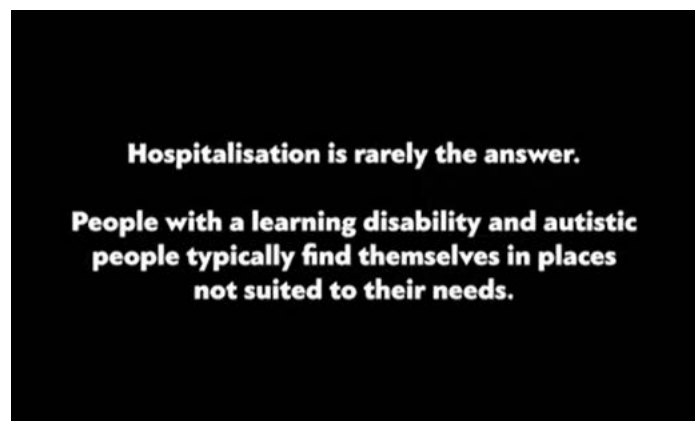 Hospitalisation is rarely the answer.
People with a learning disability and autistic
people typically find themselves in places
not suited to their needs.